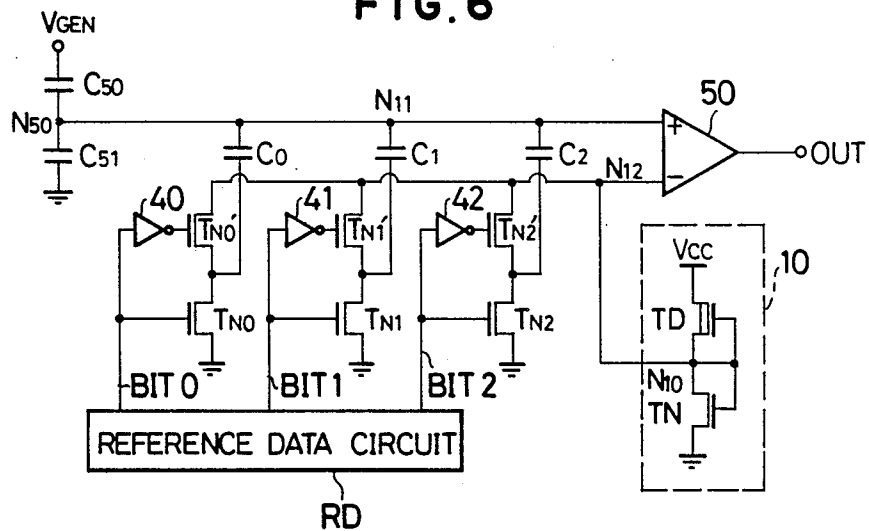 FIG. 6
VGEN
C50
N50
C51
N11
C0
C1
C2
50
+
−
OUT
N12
40
41
42
TN0'
TN1'
TN2'
TN0
TN1
TN2
10
VCC
TD
N10
TN
BIT 0
BIT 1
BIT 2
REFERENCE DATA CIRCUIT
RD